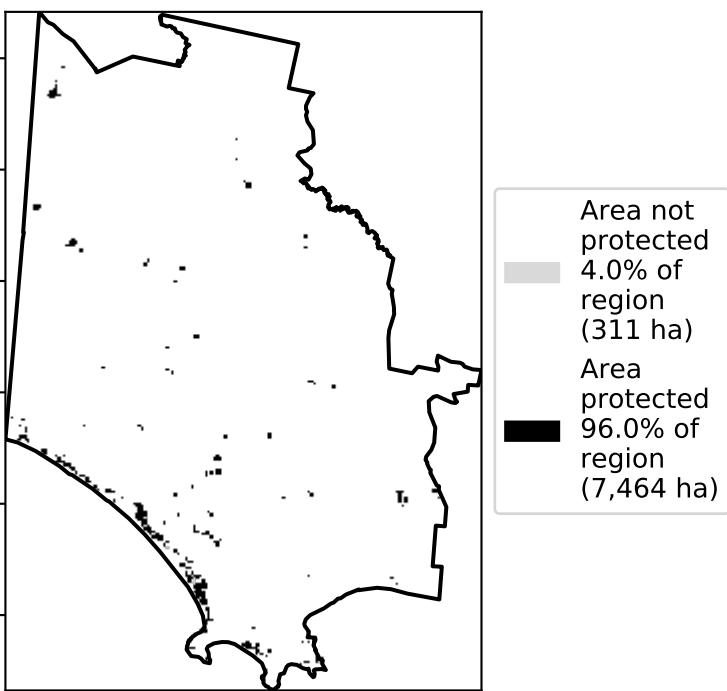 Area not
protected
4.0% of
region
(311 ha)
Area
protected
96.0% of
region
(7,464 ha)